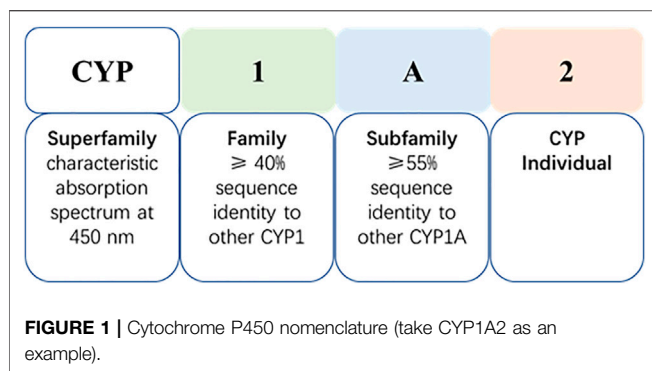 CYP 1 A 2
Superfamily
characteristic
absorption
spectrum at
450 nm
Family
⩾ 40%
sequence
identity to
other CYP1
Subfamily
⩾55%
sequence
identity to
other CYP1A
CYP
Individual
FIGURE 1 | Cytochrome P450 nomenclature (take CYP1A2 as an
example).